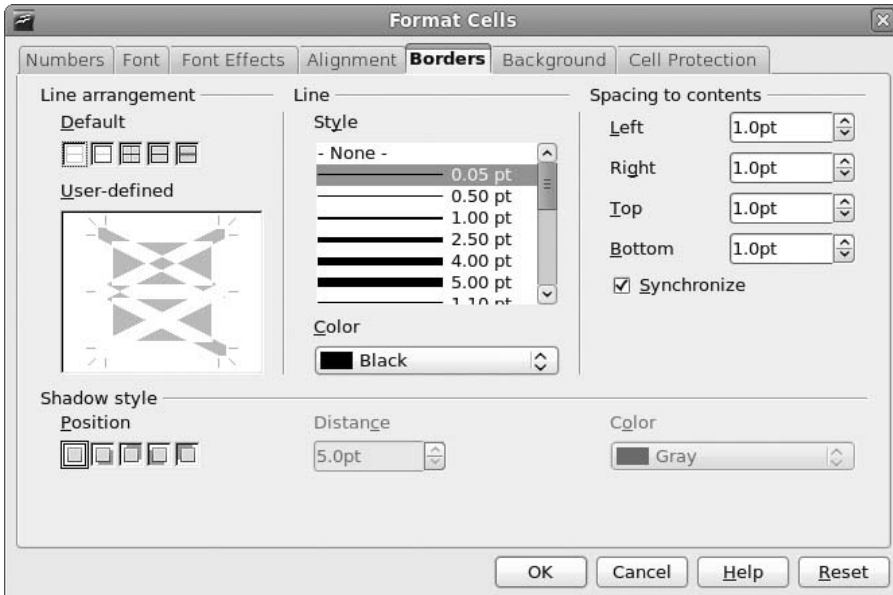 Format Cells
Numbers Font Font Effects Alignment Borders Background Cell Protection
Line arrangement
Default
User-defined
Line
Style
- None -
0.05 pt
0.50 pt
1.00 pt
2.50 pt
4.00 pt
5.00 pt
1.10 pt
Color
Black
Spacing to contents
Left 1.0pt
Right 1.0pt
Top 1.0pt
Bottom 1.0pt
Synchronize
Shadow style
Position
Distance
5.0pt
Color
Gray
OK Cancel Help Reset